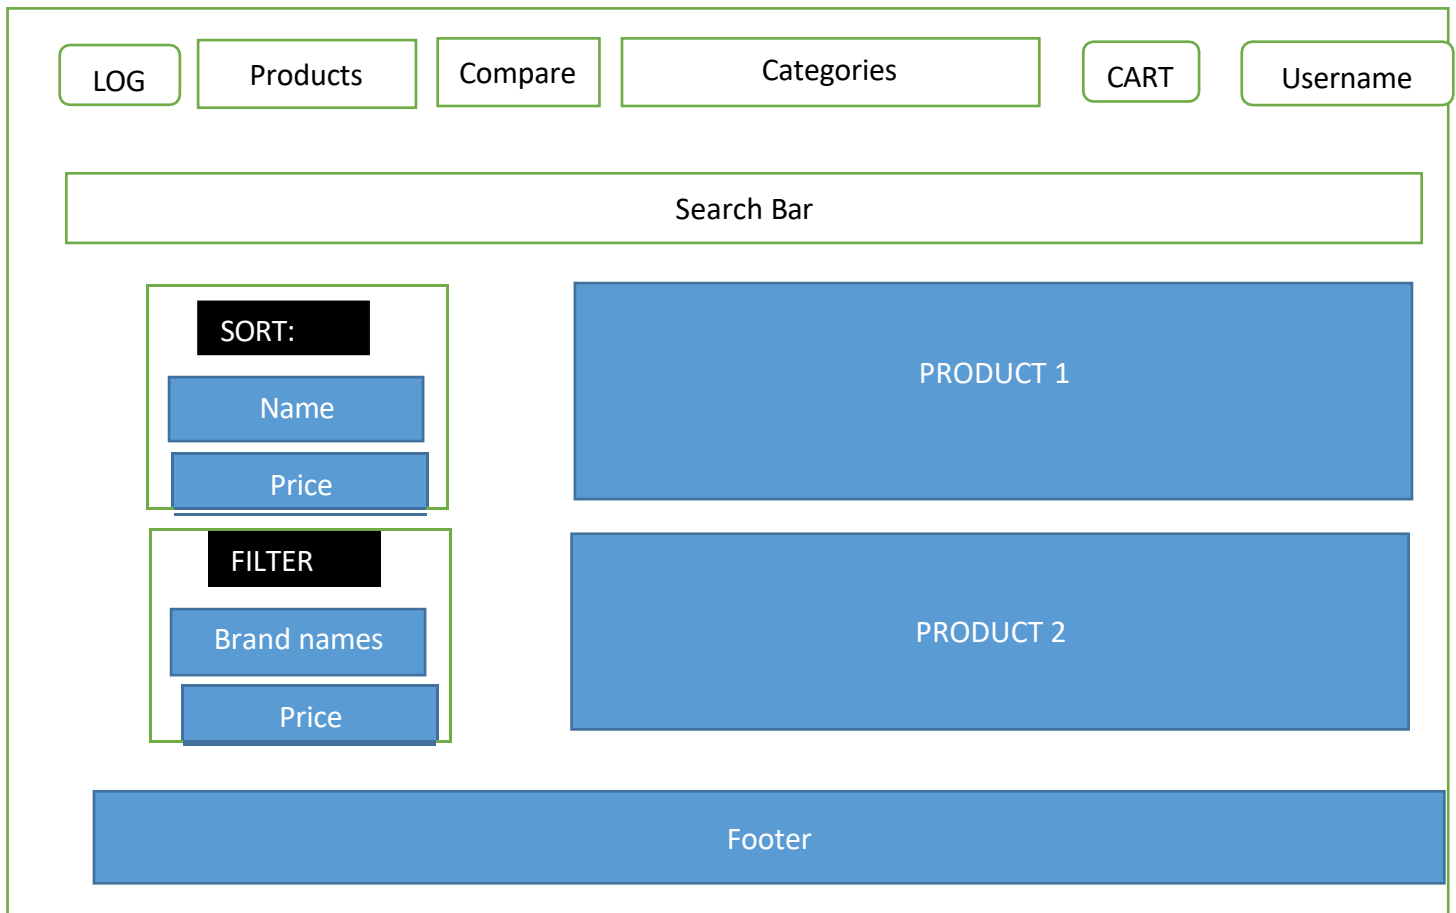 LOG
Products
Compare
Categories
CART
Username
Search Bar
SORT:
Name
Price
PRODUCT 1
FILTER
Brand names
Price
PRODUCT 2
Footer